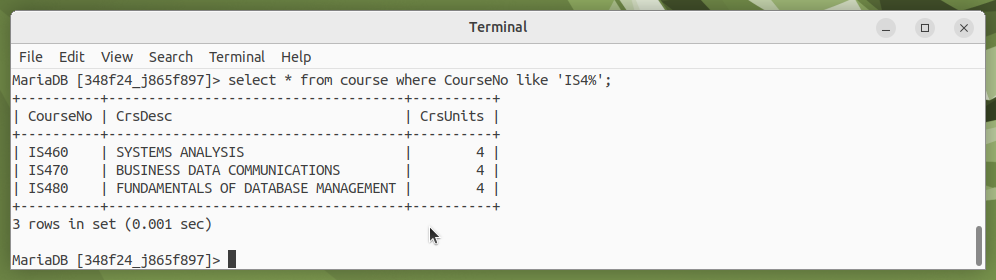 Terminal
File Edit View Search Terminal Help
MariaDB [348f24_j865f897]> select * from course where CourseNo like 'IS4%';
+----------+-------------------------------------+----------+
| CourseNo | CrsDesc                             | CrsUnits |
+----------+-------------------------------------+----------+
| IS460    | SYSTEMS ANALYSIS                    |        4 |
| IS470    | BUSINESS DATA COMMUNICATIONS        |        4 |
| IS480    | FUNDAMENTALS OF DATABASE MANAGEMENT |        4 |
+----------+-------------------------------------+----------+
3 rows in set (0.001 sec)
MariaDB [348f24_j865f897]>